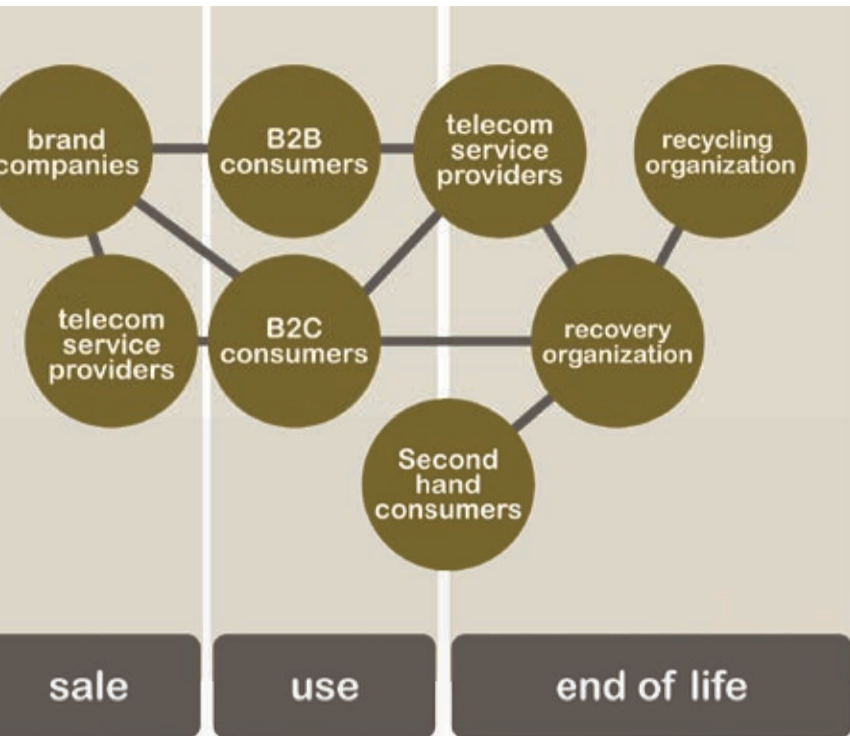 brand
companies
B2B
consumers
telecom
service
providers
recycling
organization
telecom
service
providers
B2C
consumers
recovery
organization
Second
hand
consumers
sale
use
end of life